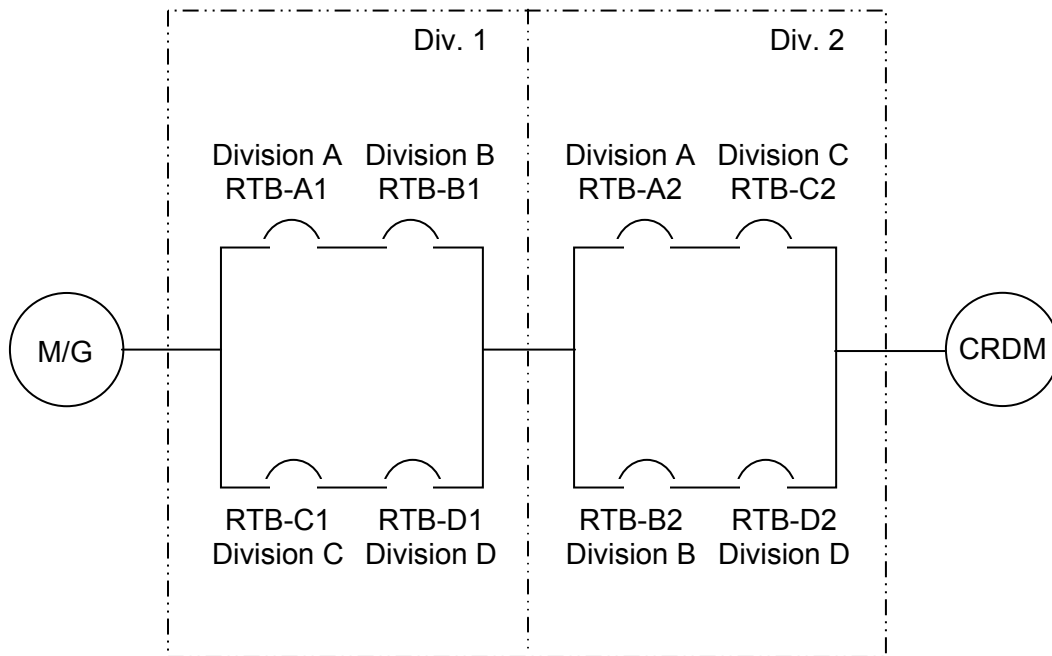 Div. 1
Div. 2
Division A
RTB-A1
Division B
RTB-B1
Division A
RTB-A2
Division C
RTB-C2
M/G
CRDM
RTB-C1
Division C
RTB-D1
Division D
RTB-B2
Division B
RTB-D2
Division D